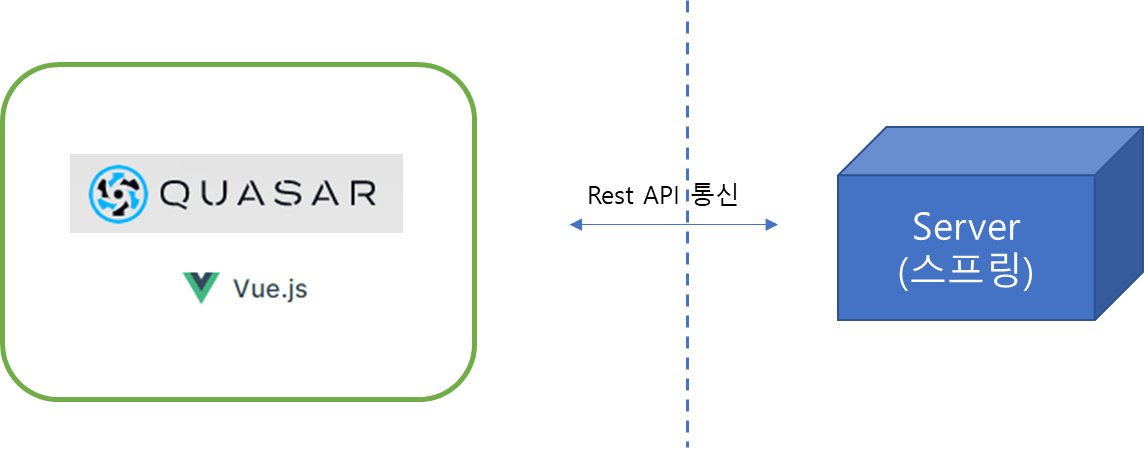 QUASAR
Vue.js
Rest API 통신
Server
(스프링)